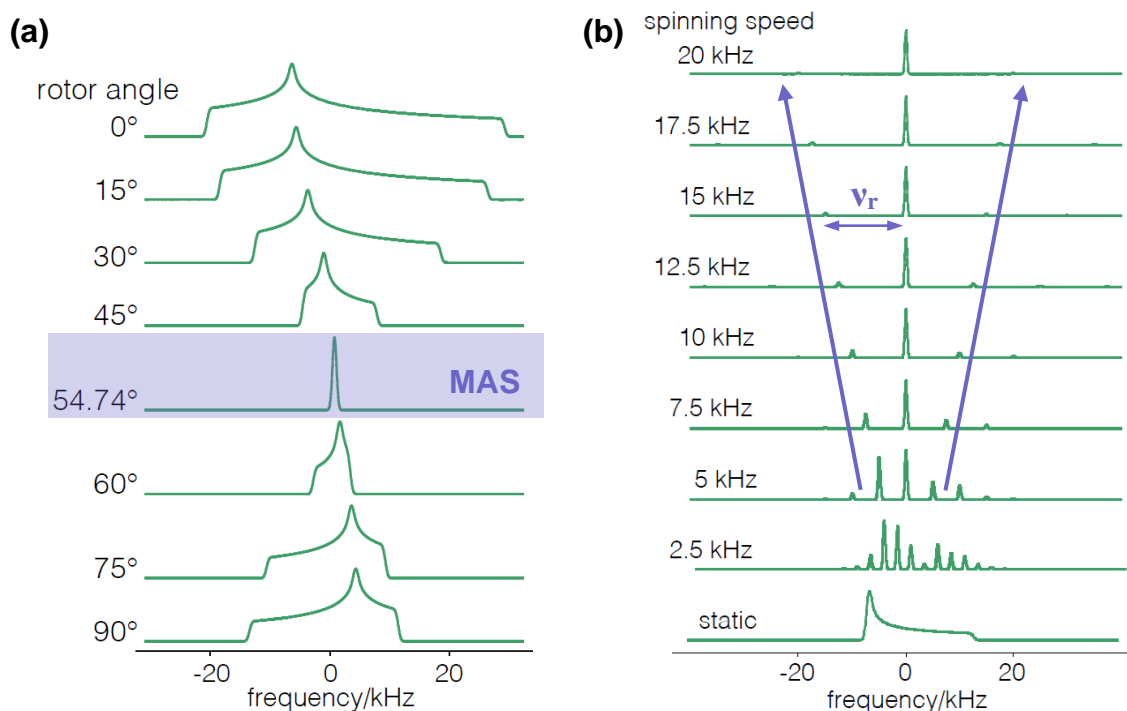 (a)
rotor angle
0°
15°
30°
45°
54.74°
MAS
60°
75°
90°
-20 0 20
frequency/kHz
(b)
spinning speed
20 kHz
17.5 kHz
15 kHz
νr
12.5 kHz
10 kHz
7.5 kHz
5 kHz
2.5 kHz
static
-20 0 20
frequency/kHz